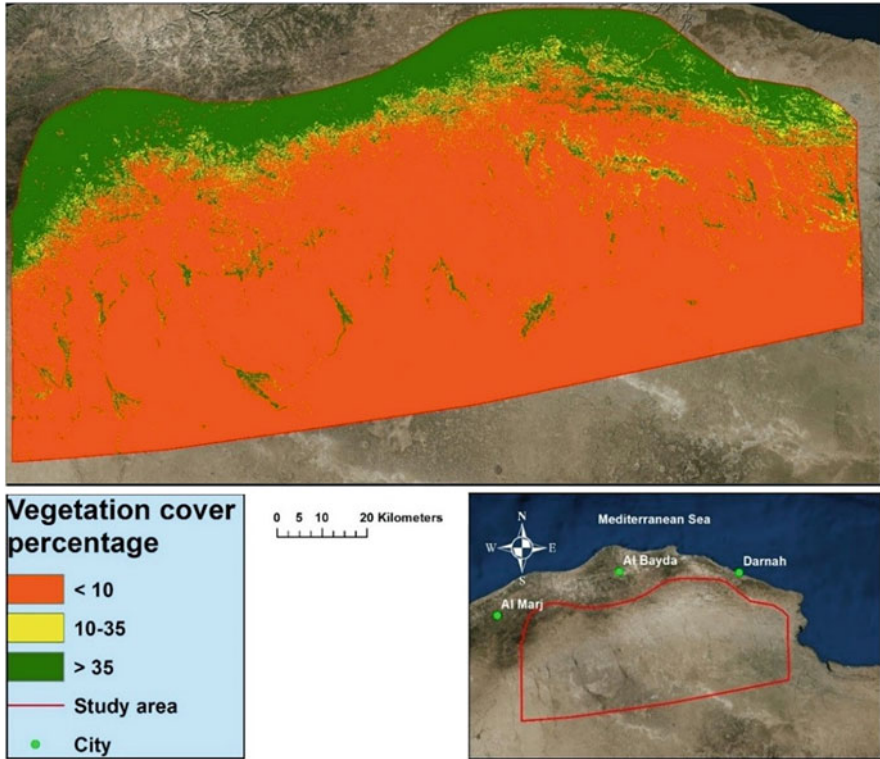 Vegetation cover
percentage
< 10
10-35
> 35
Study area
City
0 5 10 20 Kilometers
N
W E
S
Mediterranean Sea
Al Bayda
Darnah
Al Marj